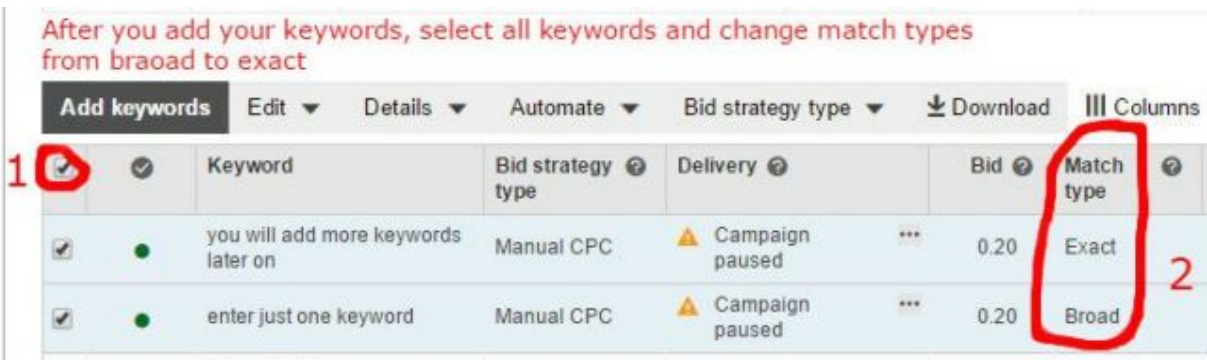 After you add your keywords, select all keywords and change match types
from braoad to exact
Add keywords Edit Details Automate Bid strategy type Download Columns
1 Keyword Bid strategy type Delivery Bid Match type
you will add more keywords later on Manual CPC Campaign paused ... 0.20 Exact
2
enter just one keyword Manual CPC Campaign paused ... 0.20 Broad